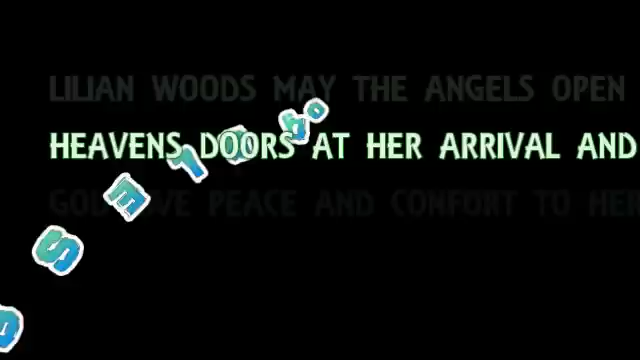 LILIAN WOODS MAY THE ANGELS OPEN
HEAVENS DOORS AT HER ARRIVAL AND
PEACE AND CONFORT TO HER